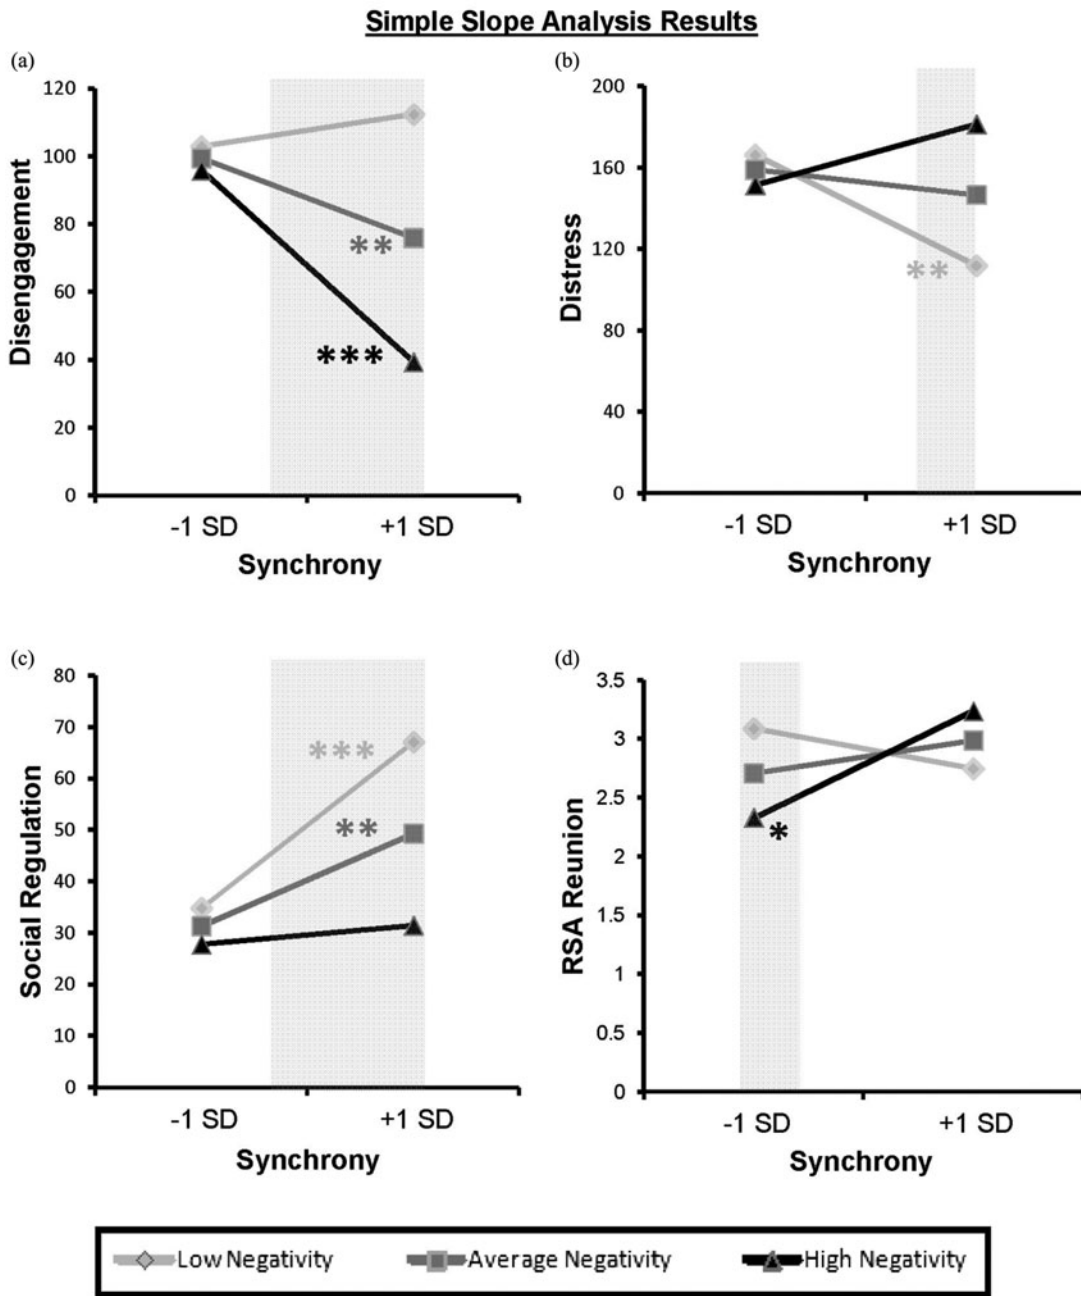 Simple Slope Analysis Results
(a)
Disengagement
120
100
80
60
40
20
0
**
***
-1 SD
+1 SD
Synchrony
(b)
Distress
200
160
120
80
40
0
**
-1 SD
+1 SD
Synchrony
(c)
Social Regulation
80
70
60
50
40
30
20
10
0
***
**
-1 SD
+1 SD
Synchrony
(d)
RSA Reunion
3.5
3
2.5
2
1.5
1
0.5
0
*
-1 SD
+1 SD
Synchrony
Low Negativity
Average Negativity
High Negativity